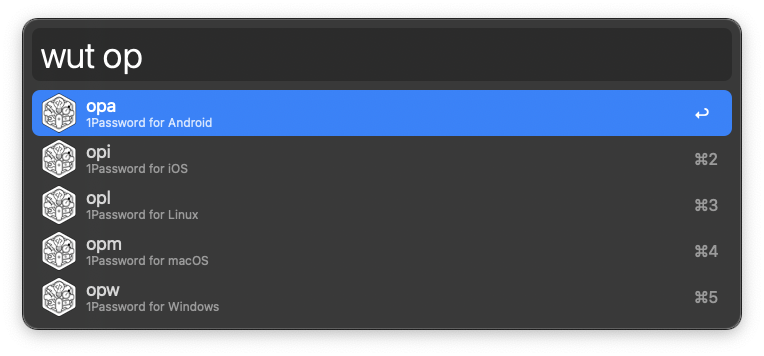 wut op
opa
1Password for Android
↩
opi
1Password for iOS
⌘2
opl
1Password for Linux
⌘3
opm
1Password for macOS
⌘4
opw
1Password for Windows
⌘5